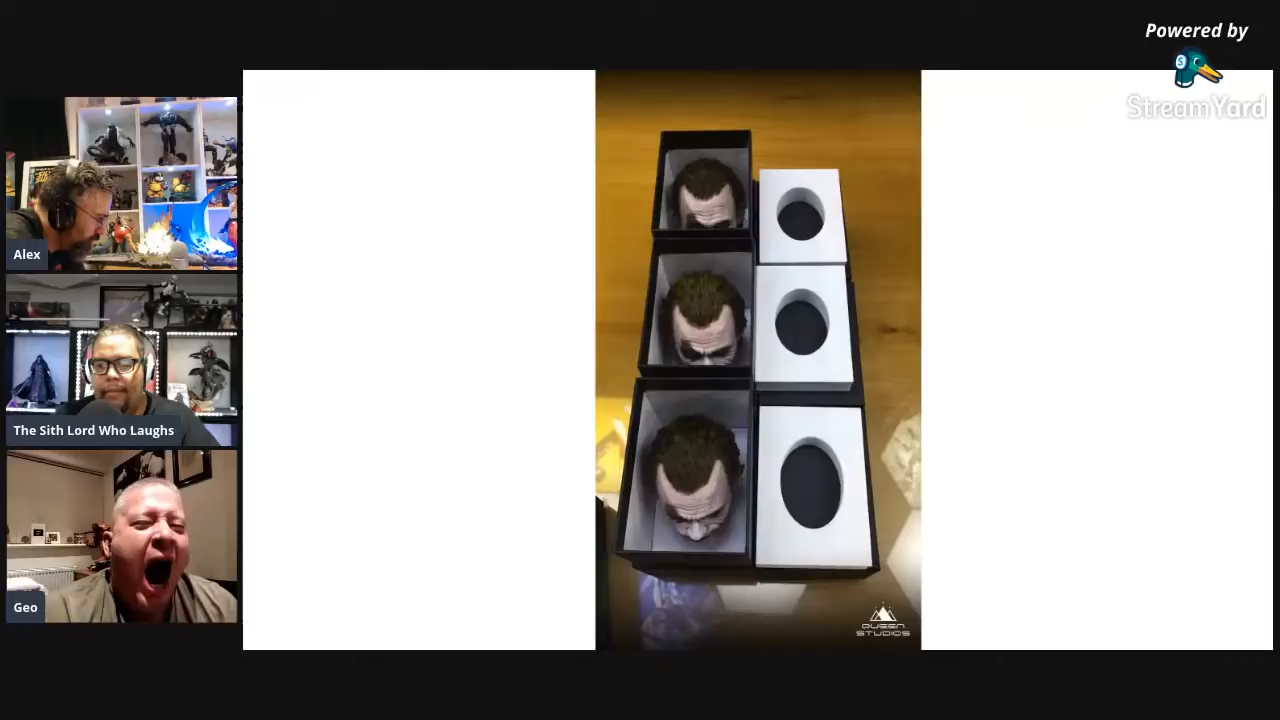 Powered by
StreamYard
Alex
The Sith Lord Who Laughs
Geo
QUEEN
STUDIOS